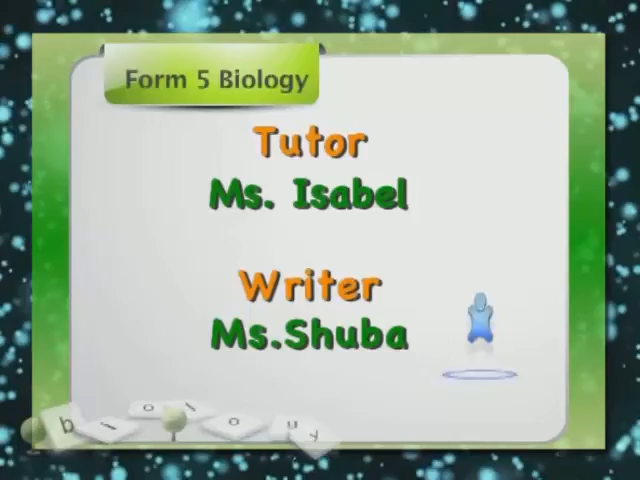 Form 5 Biology
Tutor
Ms. Isabel
Writer
Ms.Shuba